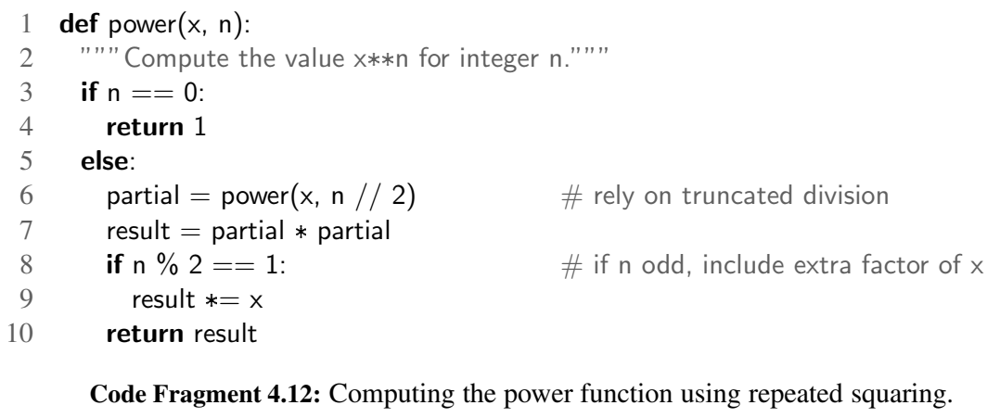 1 def power(x, n):
2 """Compute the value x**n for integer n."""
3 if n == 0:
4 return 1
5 else:
6 partial = power(x, n // 2) # rely on truncated division
7 result = partial * partial
8 if n % 2 == 1: # if n odd, include extra factor of x
9 result *= x
10 return result
Code Fragment 4.12: Computing the power function using repeated squaring.